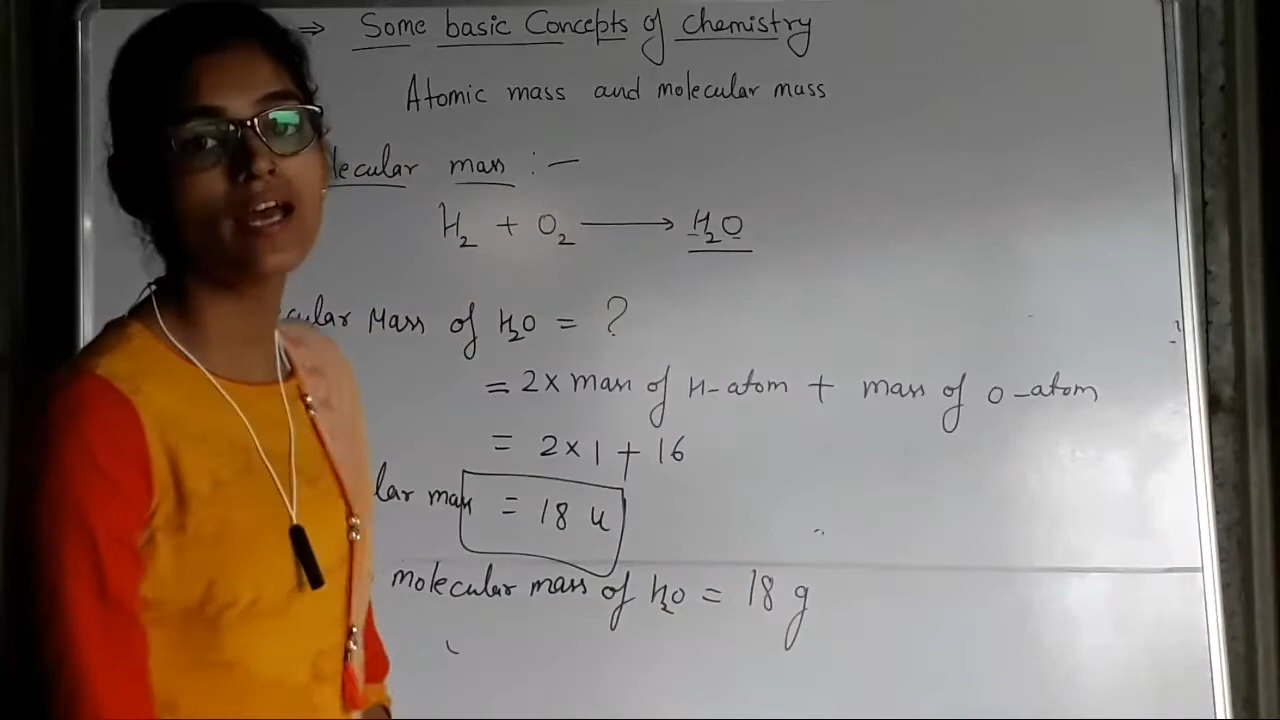 ⇒ Some basic Concepts of Chemistry
Atomic mass and molecular mass
lecular mass :-
H2 + O2 ⟶ H2O
cular Mass of H2O = ?
= 2× mass of H-atom + mass of O-atom
= 2×1 + 16
lar mass = 18 u
molecular mass of H2O = 18 g